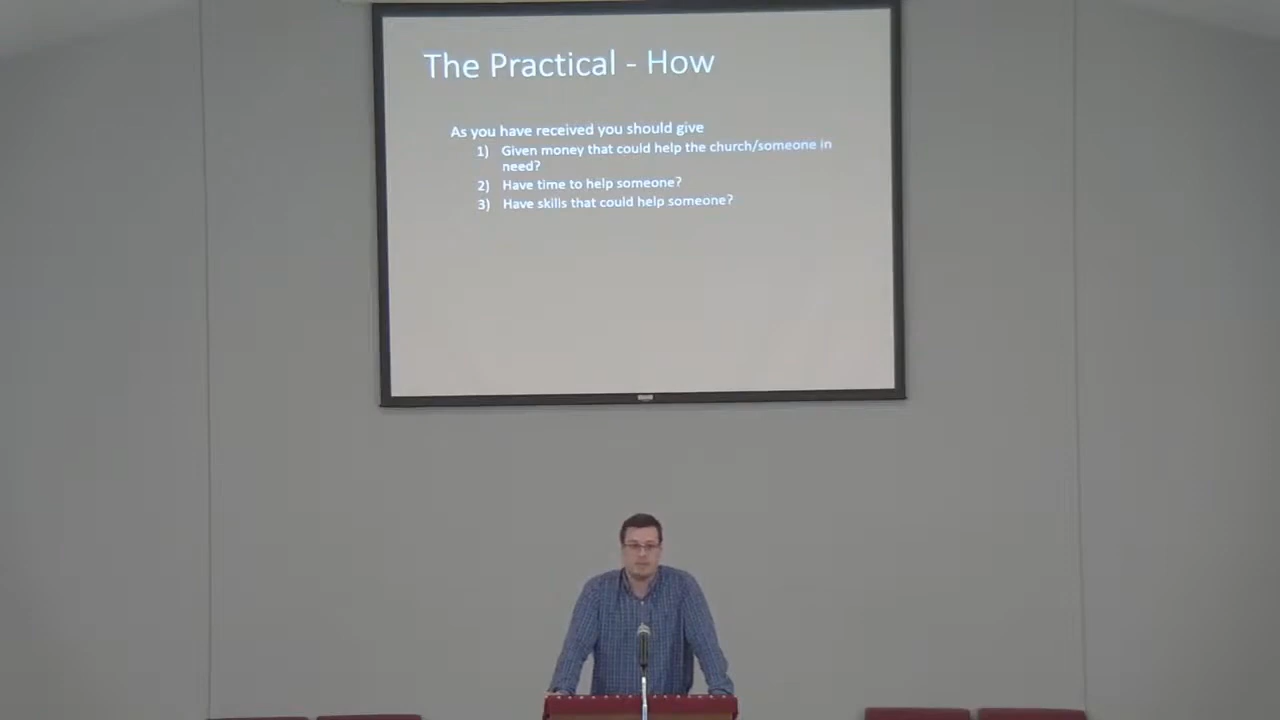 The Practical - How
As you have received you should give
1) Given money that could help the church/someone in
need?
2) Have time to help someone?
3) Have skills that could help someone?